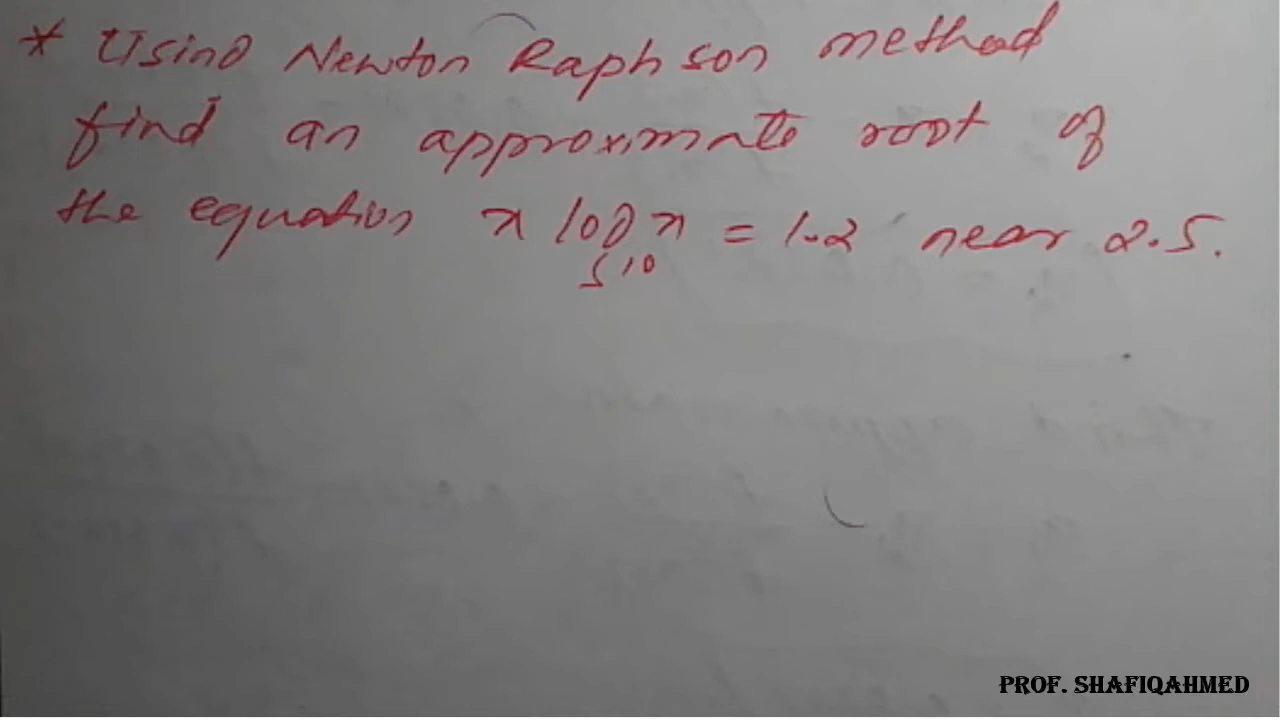 * Using Newton Raphson method
find an approximate root of
the equation x log₁₀ x = 1.2 near 2.5.
PROF. SHAFIQAHMED